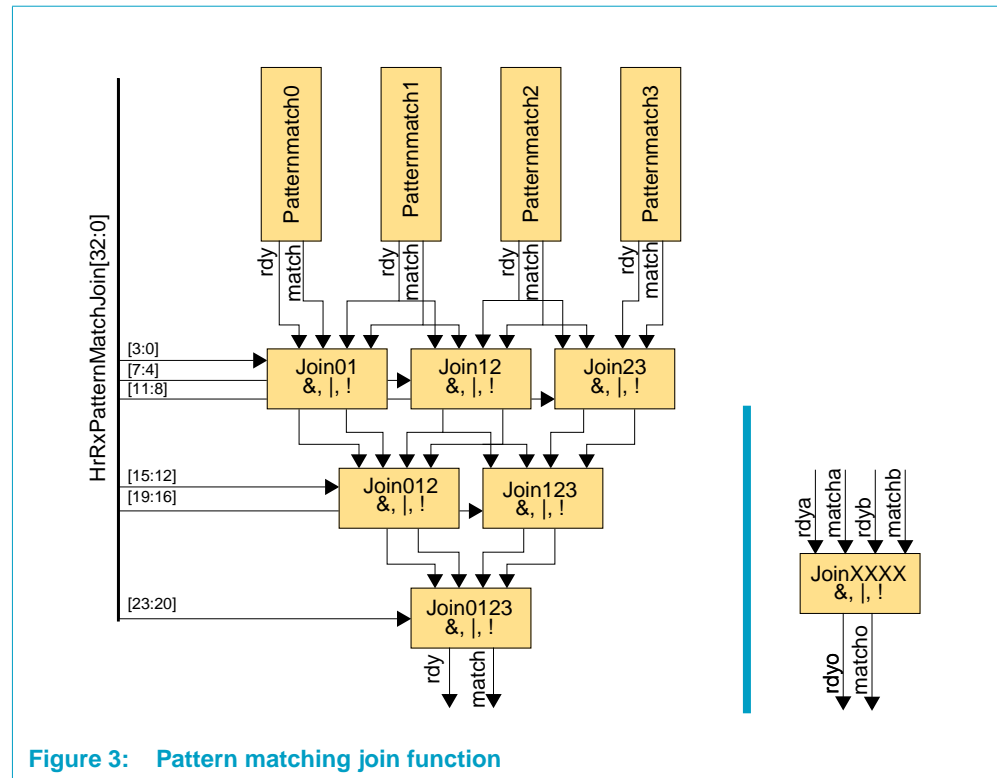 Patternmatch0
Patternmatch1
Patternmatch2
Patternmatch3
HrRxPatternMatchJoin[32:0]
rdy
match
rdy
match
rdy
match
rdy
match
[3:0]
[7:4]
[11:8]
Join01
&, |, !
Join12
&, |, !
Join23
&, |, !
[15:12]
[19:16]
Join012
&, |, !
Join123
&, |, !
[23:20]
Join0123
&, |, !
rdy
match
rdya
matcha
rdyb
matchb
JoinXXXX
&, |, !
rdyo
matcho
Figure 3: Pattern matching join function